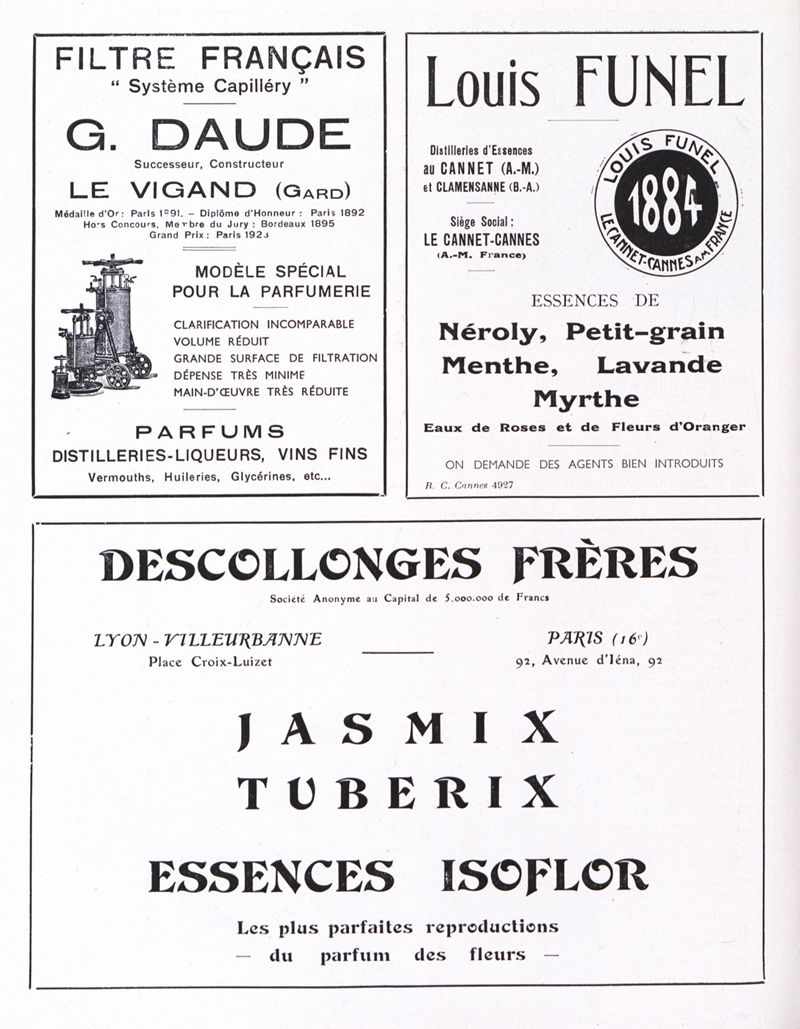 FILTRE FRANÇAIS
“ Système Capilléry ”
G. DAUDE
Successeur, Constructeur
LE VIGAND (GARD)
Médaille d'Or: Paris 1891. – Diplôme d'Honneur : Paris 1892
Hors Concours, Membre du Jury : Bordeaux 1895
Grand Prix : Paris 1923
MODÈLE SPÉCIAL
POUR LA PARFUMERIE
CLARIFICATION INCOMPARABLE
VOLUME RÉDUIT
GRANDE SURFACE DE FILTRATION
DÉPENSE TRÈS MINIME
MAIN-D'ŒUVRE TRÈS RÉDUITE
PARFUMS
DISTILLERIES-LIQUEURS, VINS FINS
Vermouths, Huileries, Glycérines, etc...
Louis FUNEL
Distilleries d'Essences
au CANNET (A.-M.)
et CLAMENSANNE (B.-A.)
Siège Social :
LE CANNET-CANNES
(A.-M. France)
LOUIS FUNEL
1884
LE CANNET-CANNES A.M. FRANCE
ESSENCES DE
Néroly, Petit-grain
Menthe, Lavande
Myrthe
Eaux de Roses et de Fleurs d'Oranger
ON DEMANDE DES AGENTS BIEN INTRODUITS
R. C. Cannes 4927
DESCOLLONGES FRÈRES
Société Anonyme au Capital de 5.000.000 de Francs
LYON - VILLEURBANNE
Place Croix-Luizet
PARIS (16e)
92, Avenue d'Iéna, 92
JASMIX
TUBERIX
ESSENCES ISOFLOR
Les plus parfaites reproductions
— du parfum des fleurs —